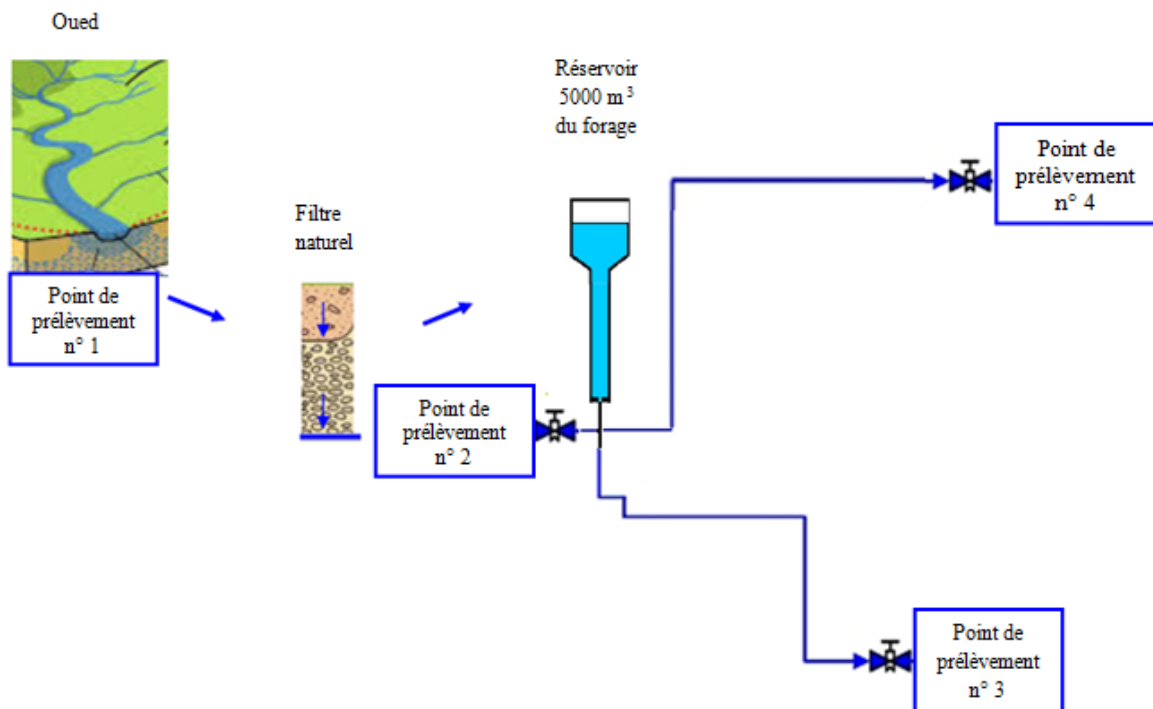 Oued
Point de
prélèvement
n° 1
Filtre
naturel
Point de
prélèvement
n° 2
Réservoir
5000 m³
du forage
Point de
prélèvement
n° 4
Point de
prélèvement
n° 3